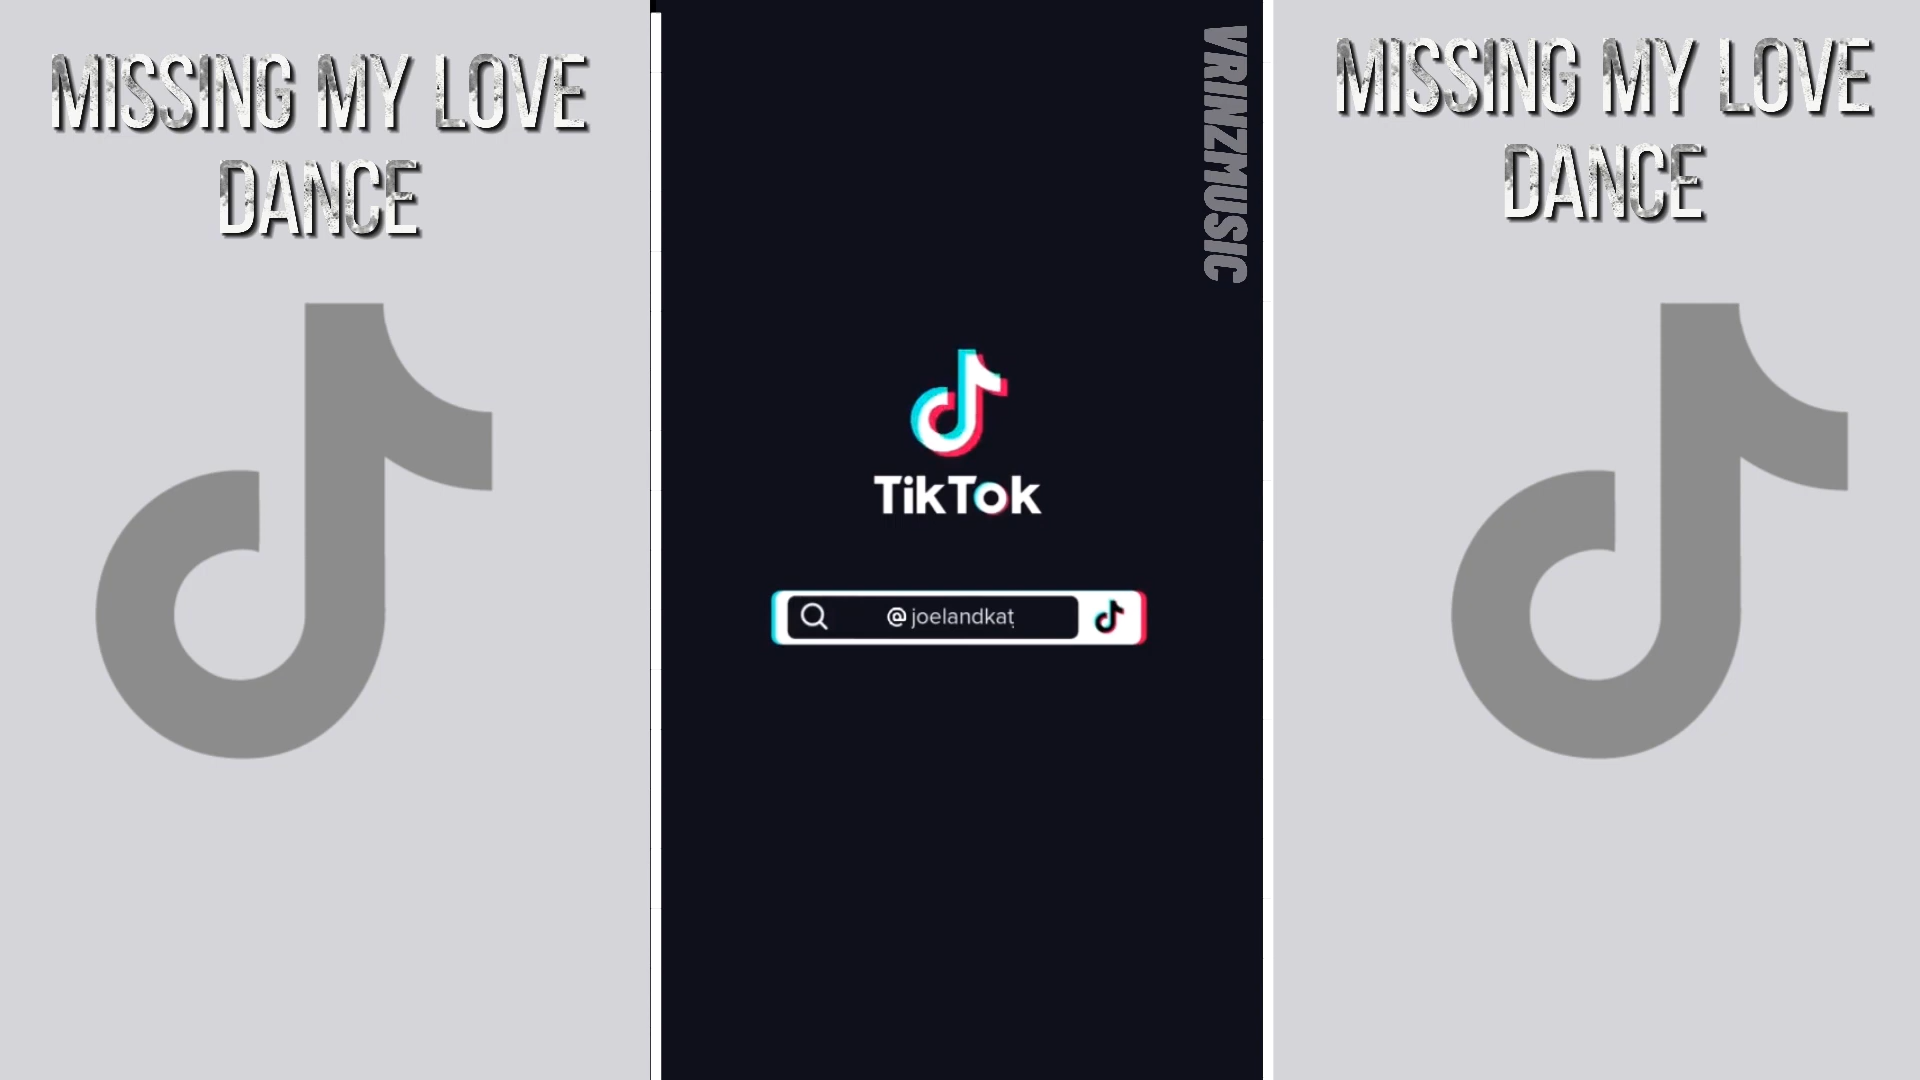 MISSING MY LOVE
DANCE
VRINZMUSIC
TikTok
@joelandkat
MISSING MY LOVE
DANCE